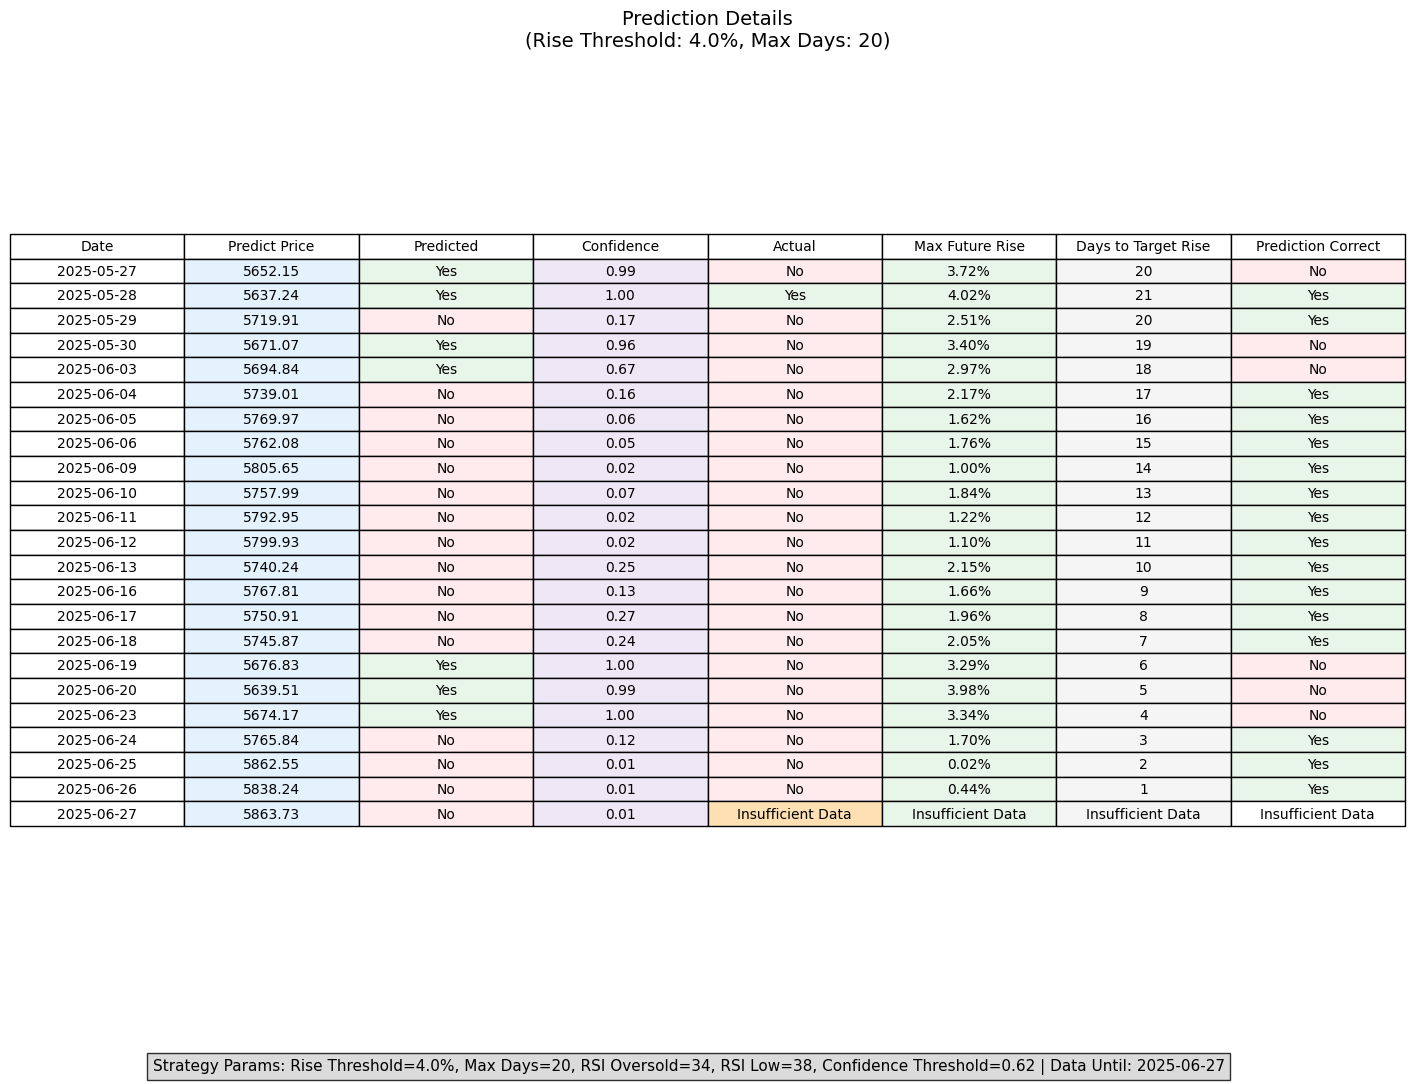 Prediction Details
(Rise Threshold: 4.0%, Max Days: 20)
Date Predict Price Predicted Confidence Actual Max Future Rise Days to Target Rise Prediction Correct
2025-05-27 5652.15 Yes 0.99 No 3.72% 20 No
2025-05-28 5637.24 Yes 1.00 Yes 4.02% 21 Yes
2025-05-29 5719.91 No 0.17 No 2.51% 20 Yes
2025-05-30 5671.07 Yes 0.96 No 3.40% 19 No
2025-06-03 5694.84 Yes 0.67 No 2.97% 18 No
2025-06-04 5739.01 No 0.16 No 2.17% 17 Yes
2025-06-05 5769.97 No 0.06 No 1.62% 16 Yes
2025-06-06 5762.08 No 0.05 No 1.76% 15 Yes
2025-06-09 5805.65 No 0.02 No 1.00% 14 Yes
2025-06-10 5757.99 No 0.07 No 1.84% 13 Yes
2025-06-11 5792.95 No 0.02 No 1.22% 12 Yes
2025-06-12 5799.93 No 0.02 No 1.10% 11 Yes
2025-06-13 5740.24 No 0.25 No 2.15% 10 Yes
2025-06-16 5767.81 No 0.13 No 1.66% 9 Yes
2025-06-17 5750.91 No 0.27 No 1.96% 8 Yes
2025-06-18 5745.87 No 0.24 No 2.05% 7 Yes
2025-06-19 5676.83 Yes 1.00 No 3.29% 6 No
2025-06-20 5639.51 Yes 0.99 No 3.98% 5 No
2025-06-23 5674.17 Yes 1.00 No 3.34% 4 No
2025-06-24 5765.84 No 0.12 No 1.70% 3 Yes
2025-06-25 5862.55 No 0.01 No 0.02% 2 Yes
2025-06-26 5838.24 No 0.01 No 0.44% 1 Yes
2025-06-27 5863.73 No 0.01 Insufficient Data Insufficient Data Insufficient Data Insufficient Data
Strategy Params: Rise Threshold=4.0%, Max Days=20, RSI Oversold=34, RSI Low=38, Confidence Threshold=0.62 | Data Until: 2025-06-27